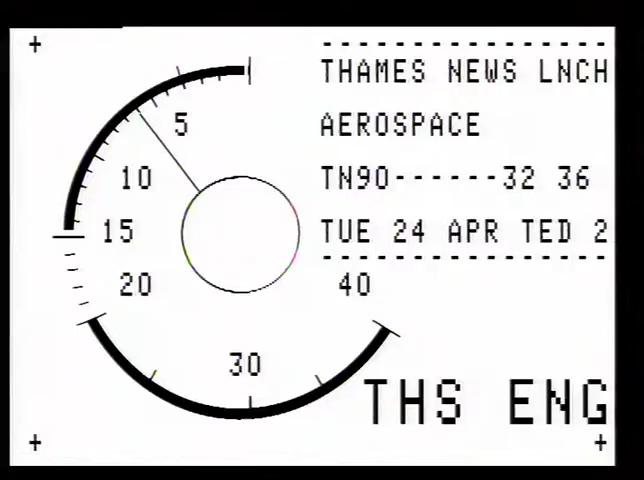 THAMES NEWS LNCH
AEROSPACE
TN90------32 36
TUE 24 APR TED 2
5
10
15
20
30
40
THS ENG